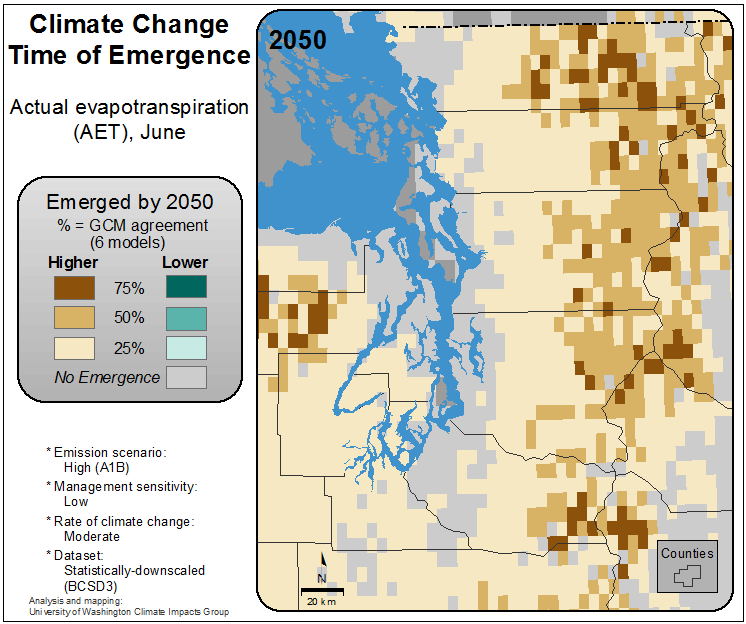 Climate Change
Time of Emergence
Actual evapotranspiration
(AET), June
Emerged by 2050
% = GCM agreement
(6 models)
Higher Lower
75%
50%
25%
No Emergence
* Emission scenario:
High (A1B)
* Management sensitivity:
Low
* Rate of climate change:
Moderate
* Dataset:
Statistically-downscaled
(BCSD3)
Analysis and mapping:
University of Washington Climate Impacts Group
2050
N
20 km
Counties